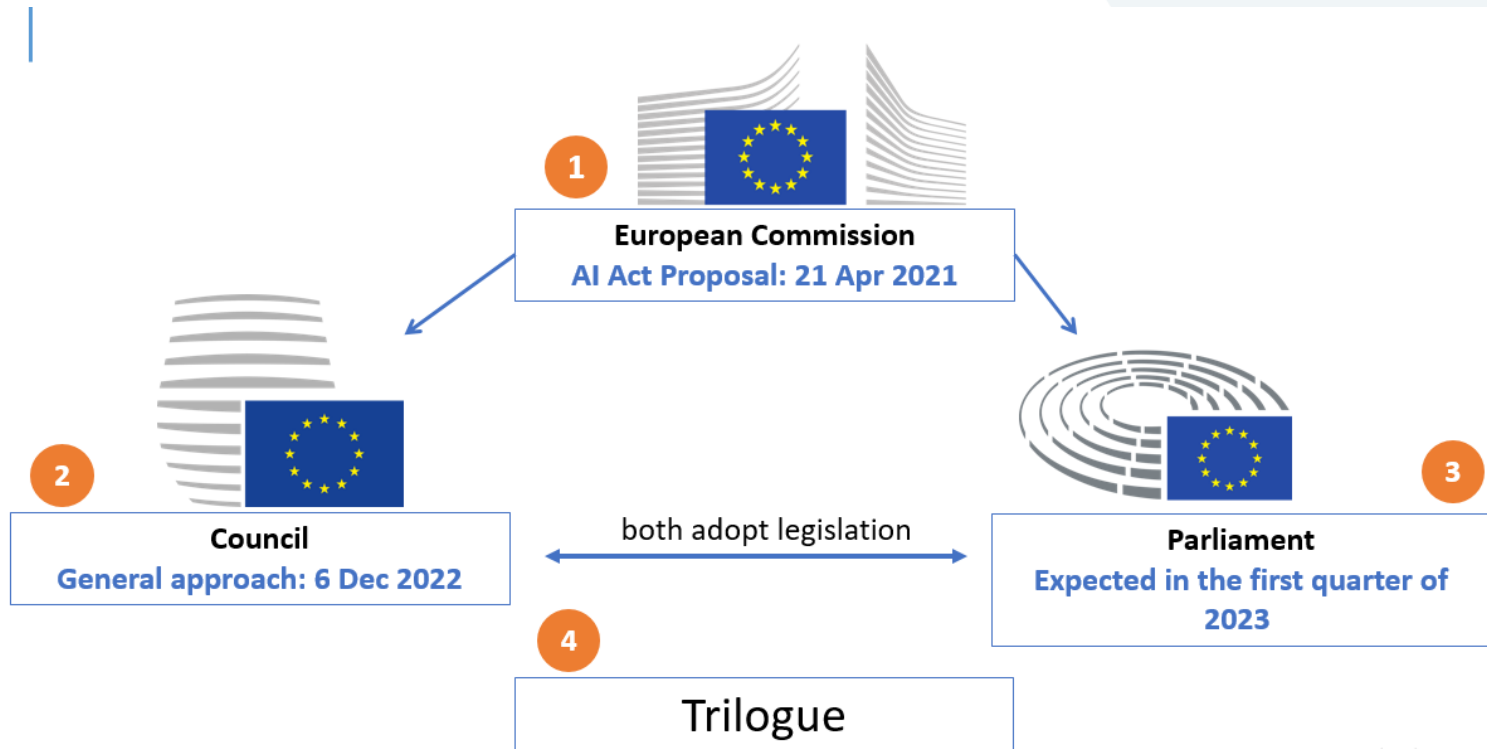 1
European Commission
AI Act Proposal: 21 Apr 2021
2
Council
General approach: 6 Dec 2022
both adopt legislation
3
Parliament
Expected in the first quarter of
2023
4
Trilogue